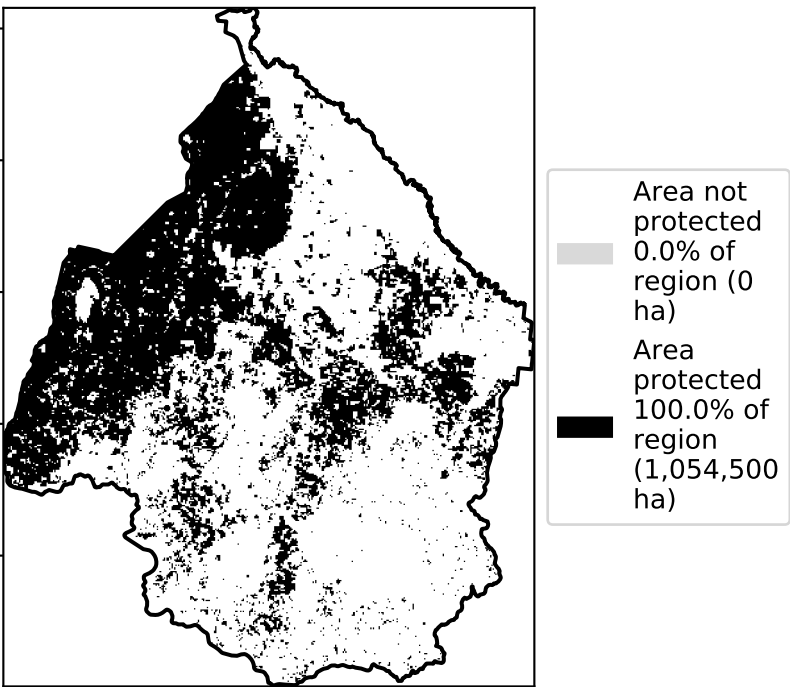 Area not
protected
0.0% of
region (0
ha)
Area
protected
100.0% of
region
(1,054,500
ha)